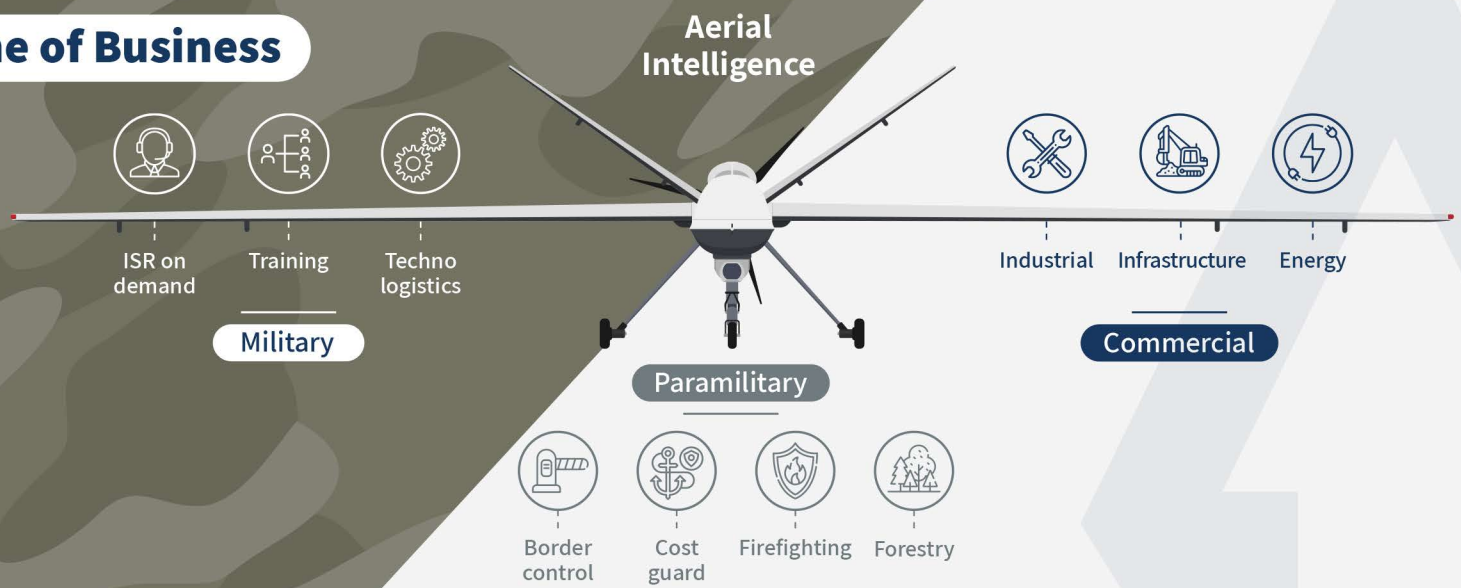 ne of Business
Aerial
Intelligence
ISR on
demand
Training
Techno
logistics
Military
Industrial
Infrastructure
Energy
Commercial
Paramilitary
Border
control
Cost
guard
Firefighting
Forestry